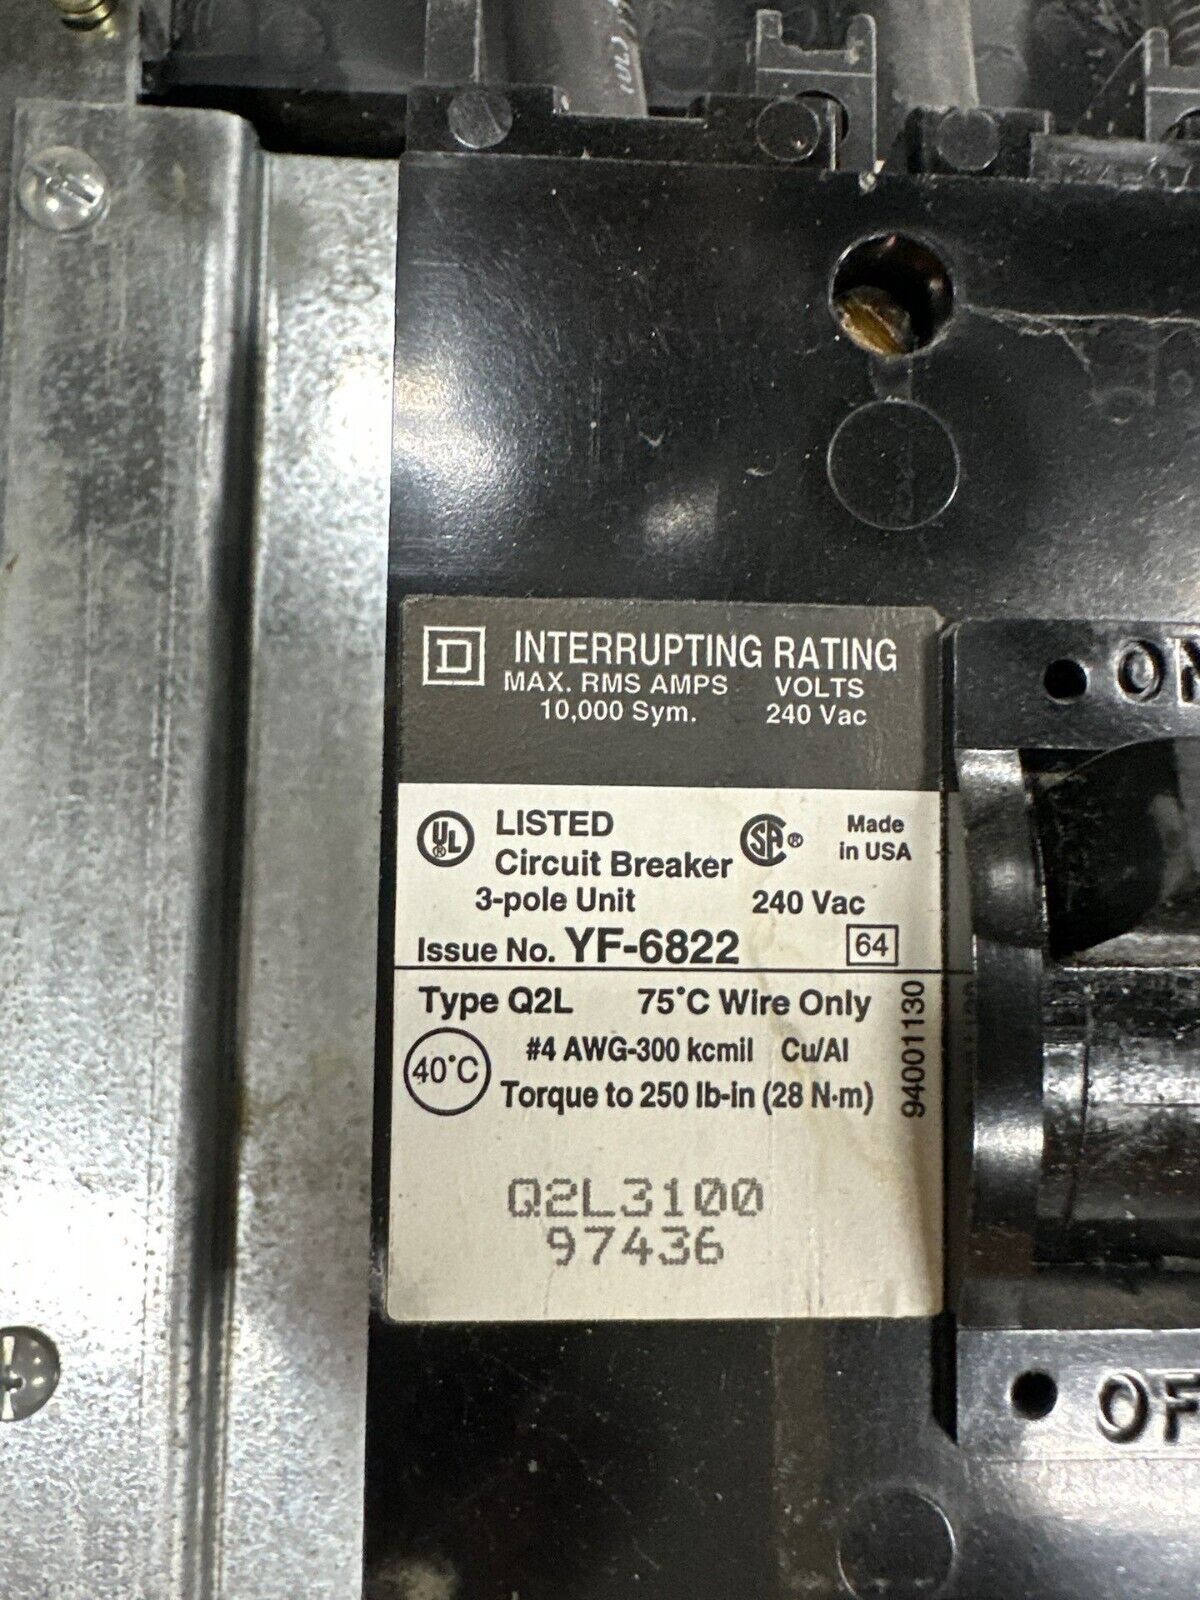 D INTERRUPTING RATING
MAX. RMS AMPS VOLTS
10,000 Sym. 240 Vac
UL ® LISTED SA ® Made
Circuit Breaker in USA
3-pole Unit 240 Vac
Issue No. YF-6822 64
Type Q2L 75°C Wire Only
40°C #4 AWG-300 kcmil Cu/Al
Torque to 250 lb-in (28 N·m)
94001130
Q2L3100
97436
ON
OF